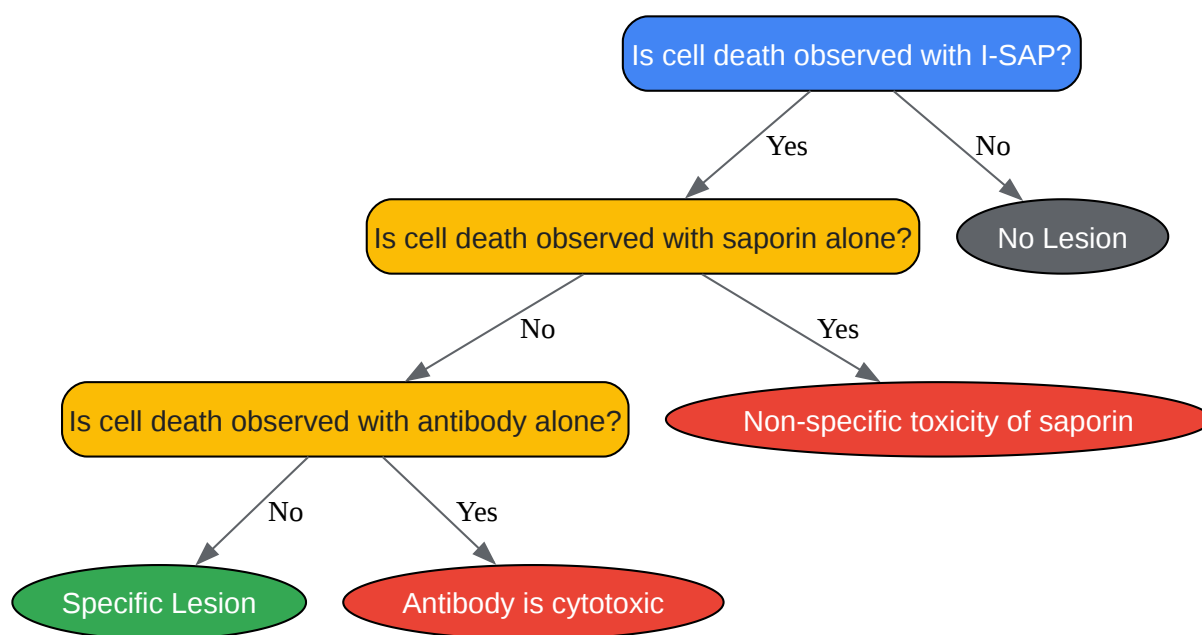 Is cell death observed with I-SAP?
Yes
No
Is cell death observed with saporin alone?
No Lesion
No
Yes
Is cell death observed with antibody alone?
Non-specific toxicity of saporin
No
Yes
Specific Lesion
Antibody is cytotoxic